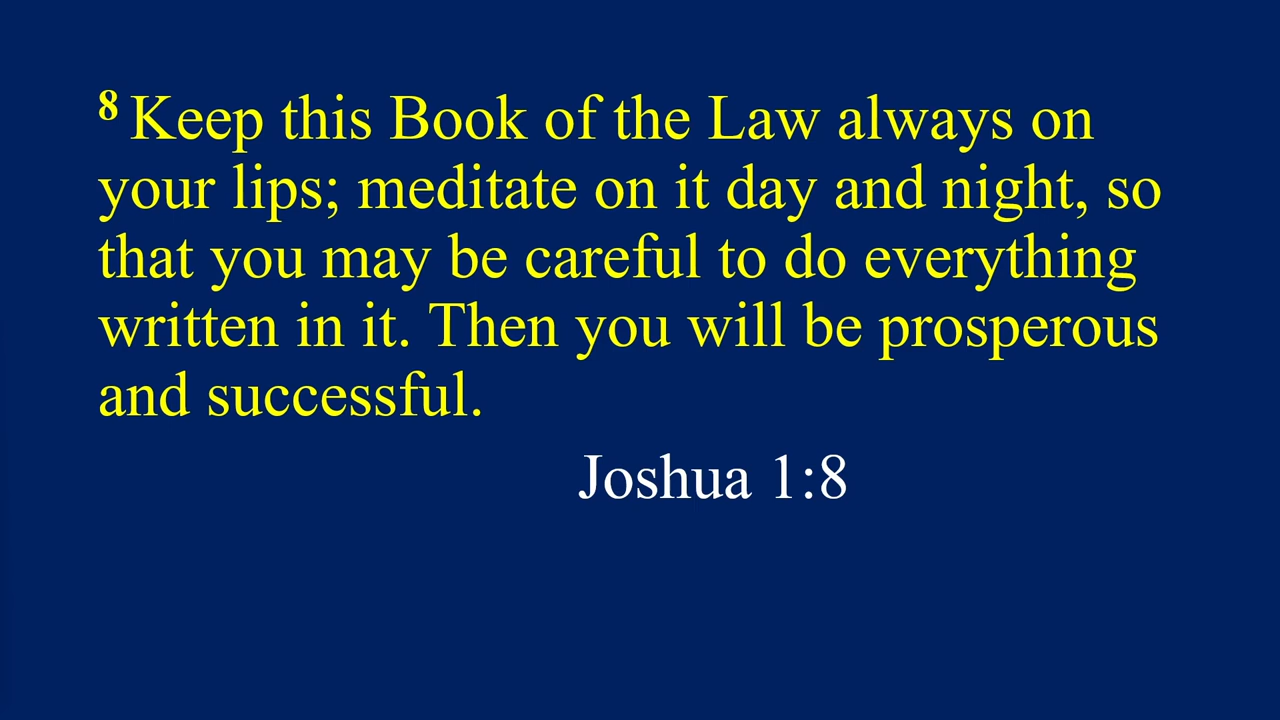 8 Keep this Book of the Law always on
your lips; meditate on it day and night, so
that you may be careful to do everything
written in it. Then you will be prosperous
and successful.
Joshua 1:8